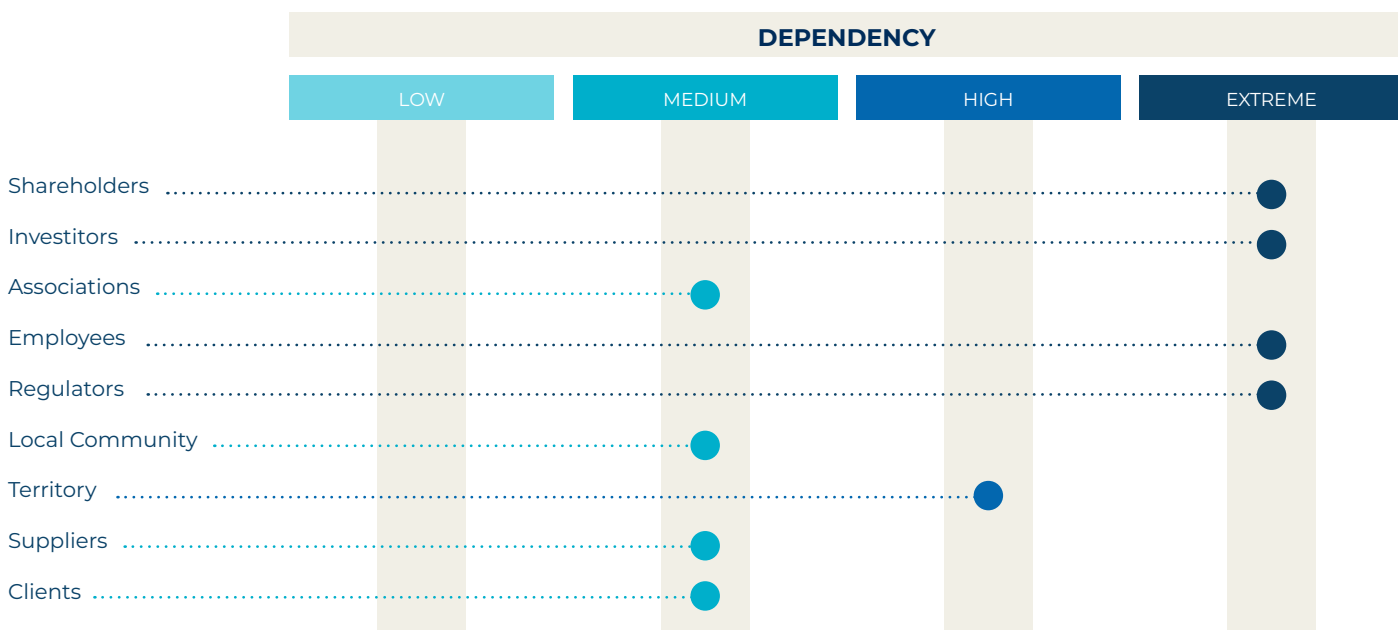 DEPENDENCY
LOW MEDIUM HIGH EXTREME
Shareholders
Investitors
Associations
Employees
Regulators
Local Community
Territory
Suppliers
Clients